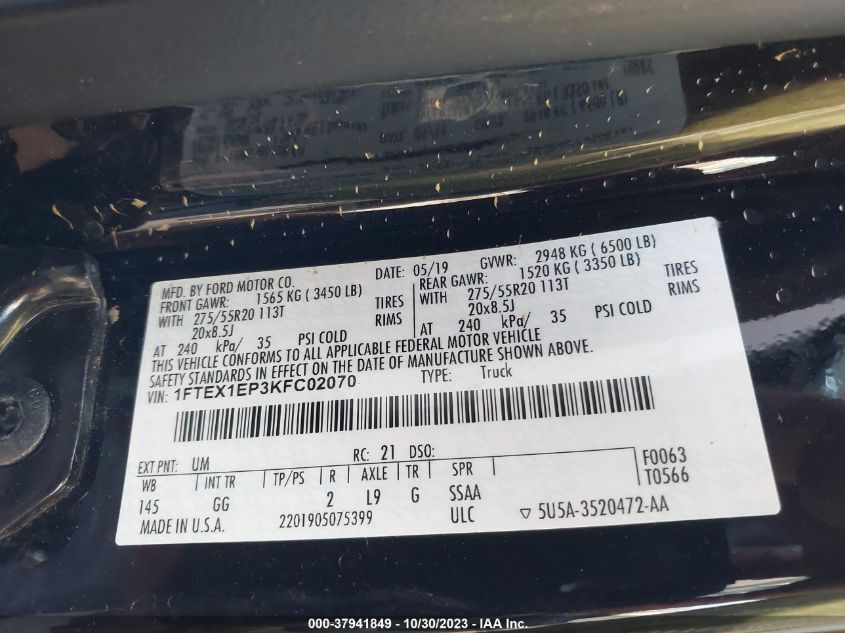 MFD. BY FORD MOTOR CO. DATE: 05/19 GVWR: 2948 KG ( 6500 LB)
FRONT GAWR: 1565 KG ( 3450 LB) REAR GAWR: 1520 KG ( 3350 LB)
WITH 275/55R20 113T TIRES WITH 275/55R20 113T TIRES
20x8.5J RIMS 20x8.5J RIMS
AT 240 kPa/ 35 PSI COLD AT 240 kPa/ 35 PSI COLD
THIS VEHICLE CONFORMS TO ALL APPLICABLE FEDERAL MOTOR VEHICLE
SAFETY STANDARDS IN EFFECT ON THE DATE OF MANUFACTURE SHOWN ABOVE.
VIN: 1FTEX1EP3KFC02070 TYPE: Truck
EXT PNT: UM RC: 21 DSO:
WB INT TR TP/PS R AXLE TR SPR F0063
145 GG 2 L9 G SSAA T0566
MADE IN U.S.A. 2201905075399 ULC ▽ 5U5A-3520472-AA
000-37941849 | 10/30/2023 - IAA Inc.